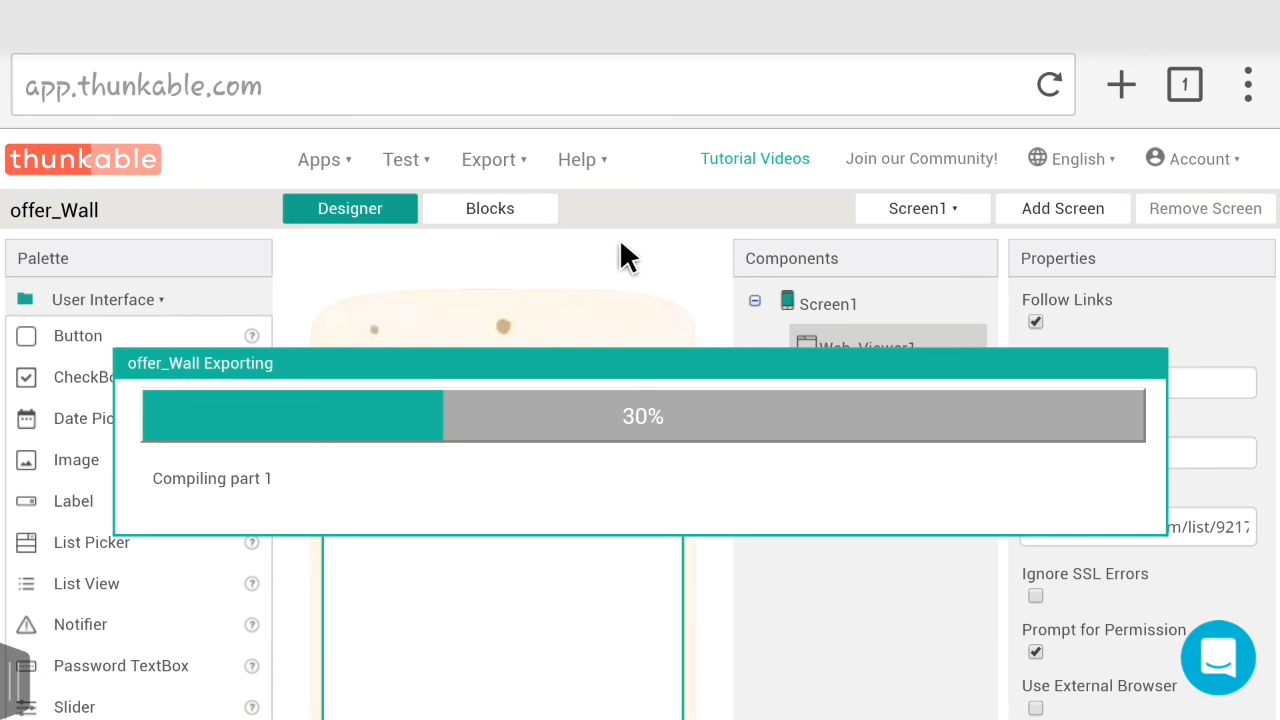 app.thunkable.com
1
thunkable
Apps ▾ Test ▾ Export ▾ Help ▾ Tutorial Videos Join our Community! English ▾ Account ▾
offer_Wall
Designer Blocks Screen1 ▾ Add Screen Remove Screen
Palette
Components
Properties
User Interface ▾
Button ?
CheckBo
Date Pic
Image
Label
List Picker ?
List View ?
Notifier ?
Password TextBox ?
Slider ?
offer_Wall Exporting
30%
Compiling part 1
Screen1
Web_Viewer1
Follow Links
m/list/9217
Ignore SSL Errors
Prompt for Permission
Use External Browser